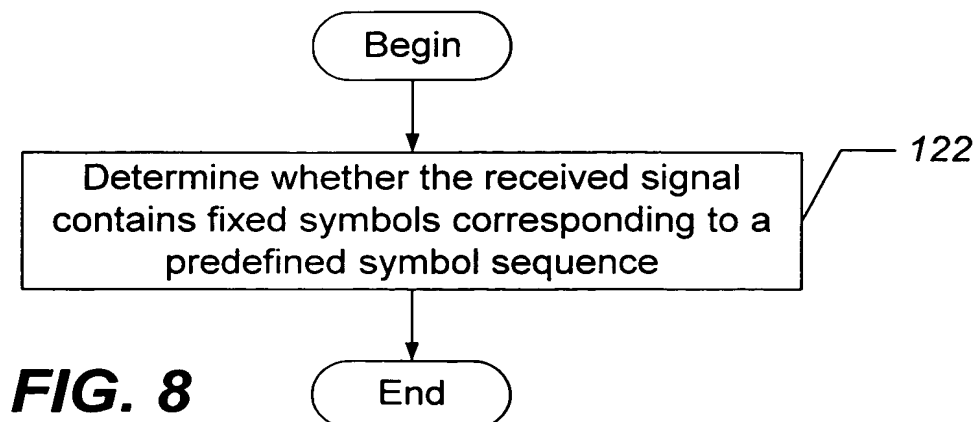 Begin
Determine whether the received signal
contains fixed symbols corresponding to a
predefined symbol sequence
122
End
FIG. 8